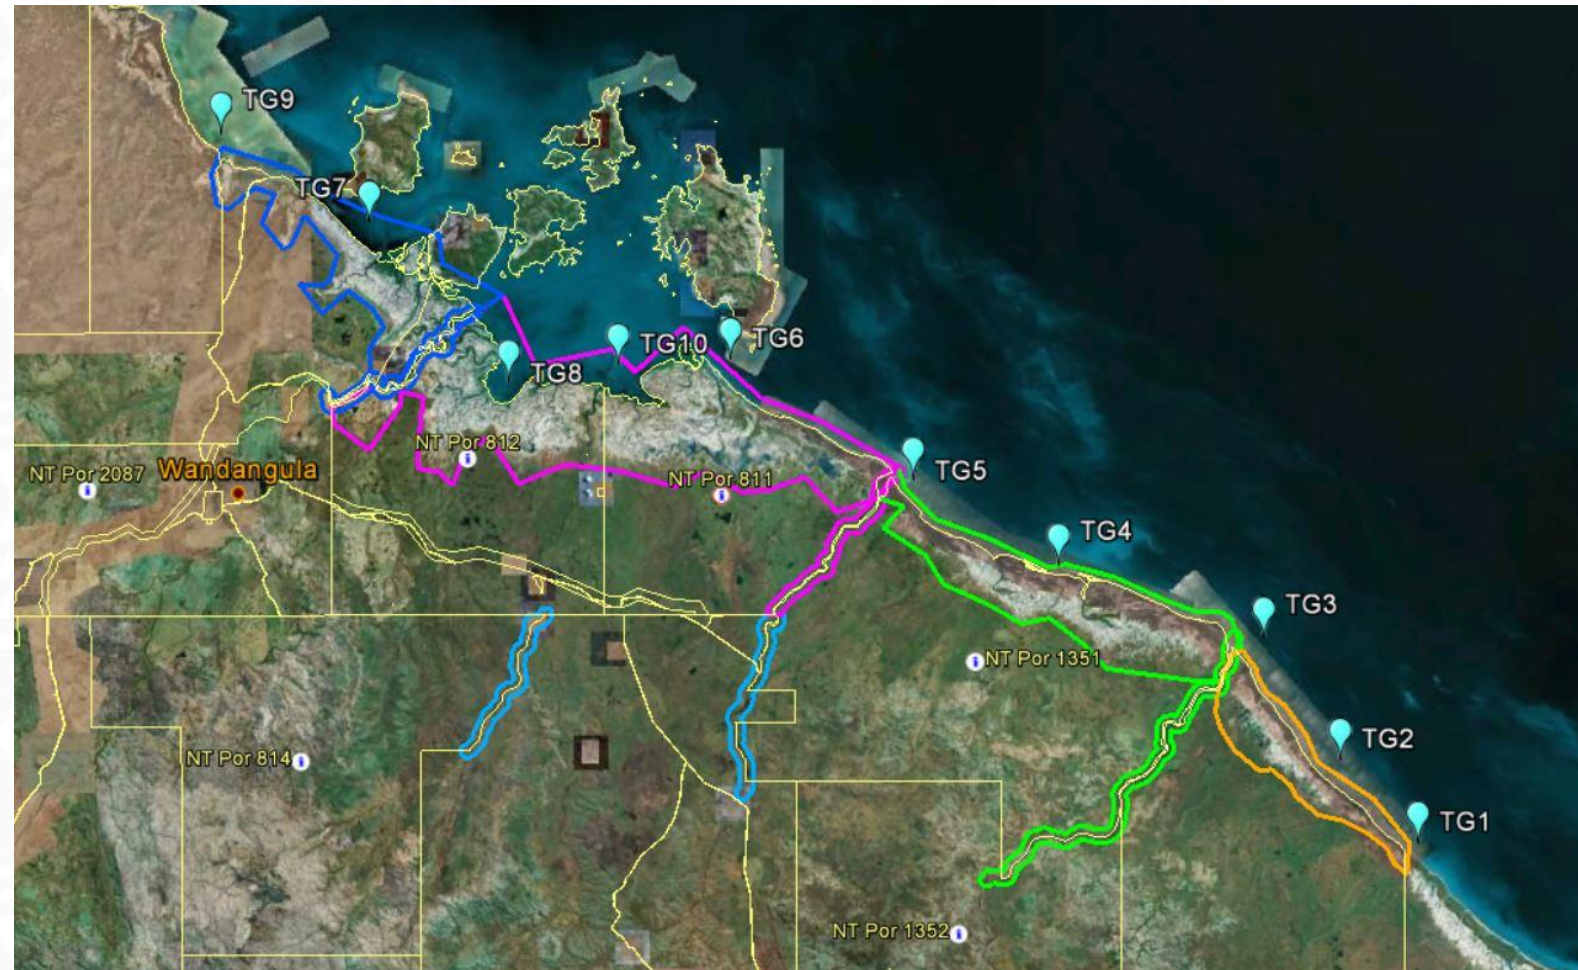 TG9
TG7
TG10
TG6
TG8
NT Por 812
TG5
NT Por 2087
Wandangula
NT Por 811
TG4
TG3
NT Por 1351
TG2
NT Por 814
TG1
NT Por 1352